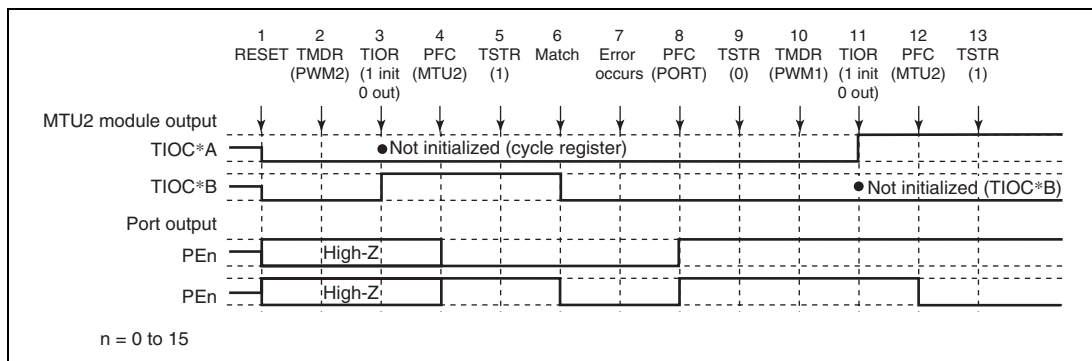 1 2 3 4 5 6 7 8 9 10 11 12 13
RESET TMDR TIOR PFC TSTR Match Error PFC TSTR TMDR TIOR PFC TSTR
(PWM2) (1 init (MTU2) (1) occurs (PORT) (0) (PWM1) (1 init (MTU2) (1)
0 out) 0 out)
MTU2 module output
TIOC*A
●Not initialized (cycle register)
TIOC*B
●Not initialized (TIOC*B)
Port output
PEn
High-Z
PEn
High-Z
n = 0 to 15